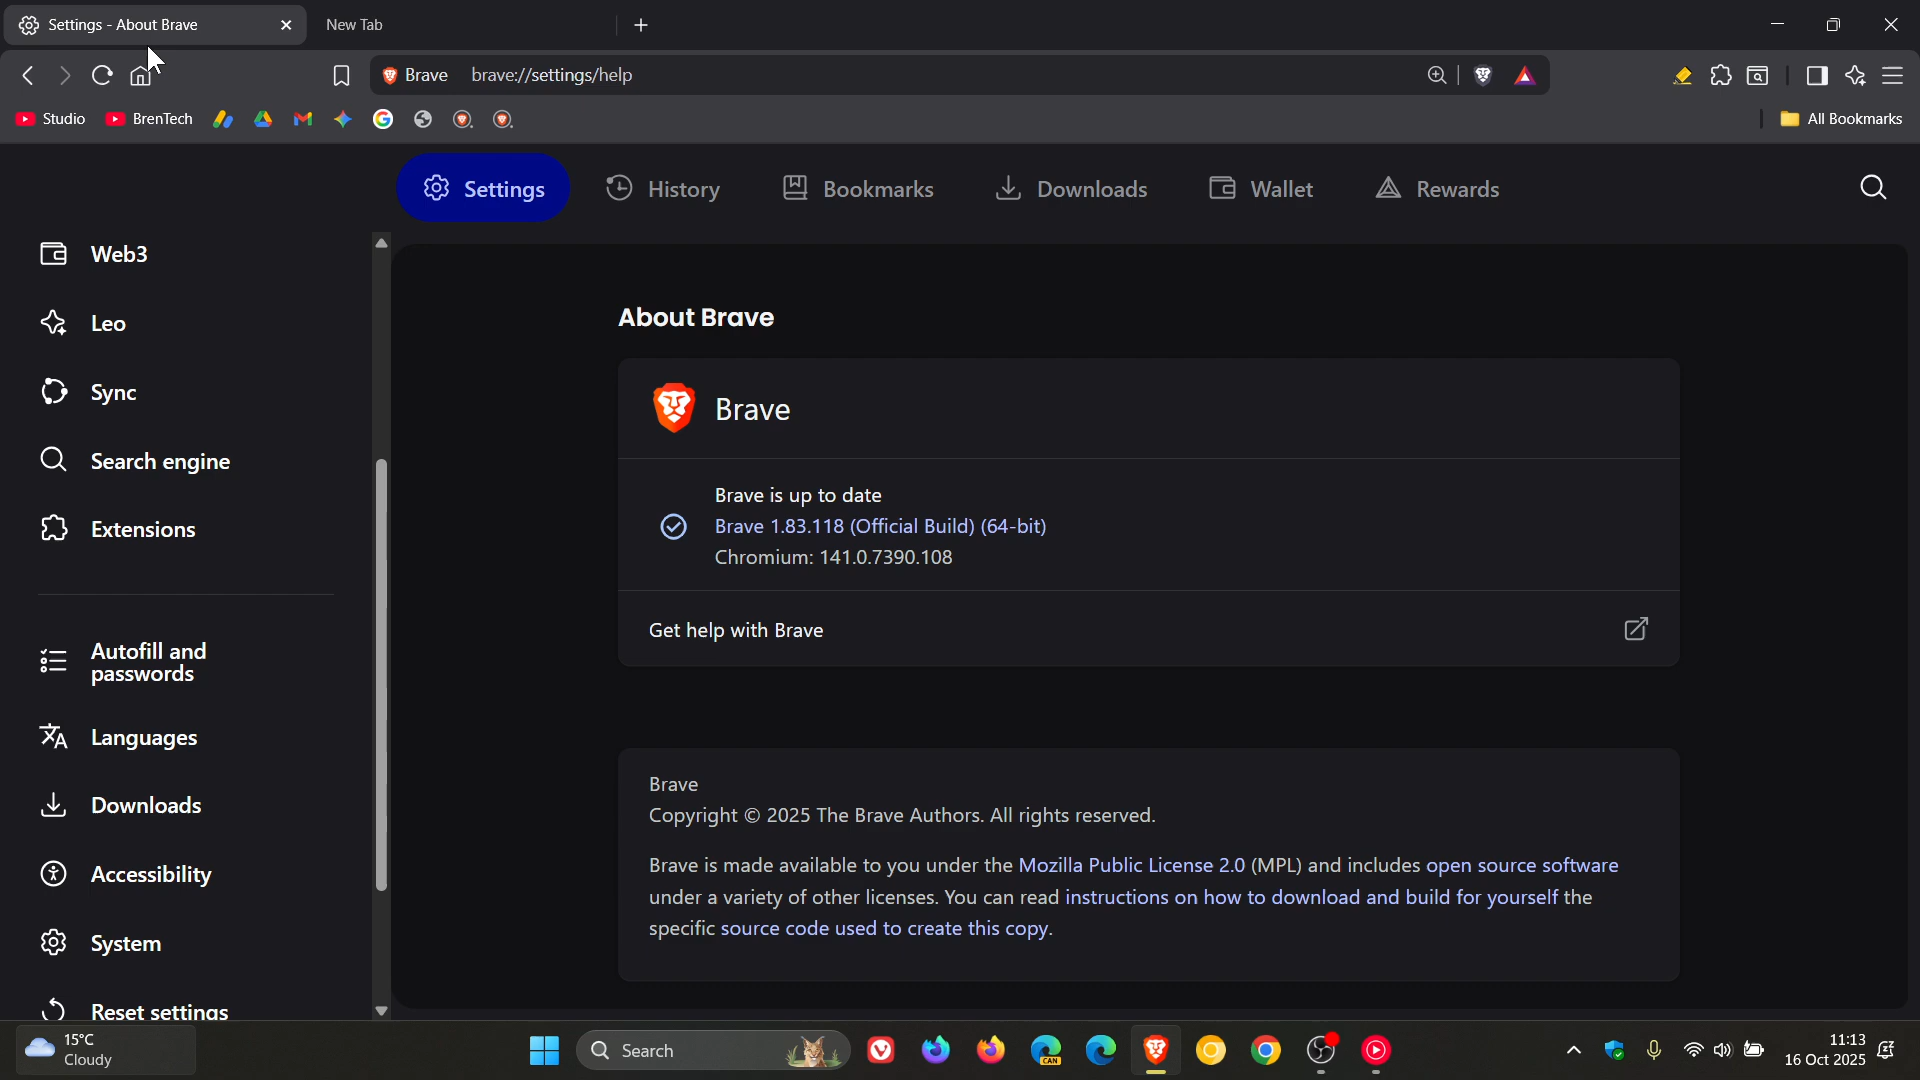 Settings - About Brave
New Tab
Brave brave://settings/help
Studio BrenTech
All Bookmarks
Settings History Bookmarks Downloads Wallet Rewards
Web3
Leo
Sync
Search engine
Extensions
Autofill and
passwords
Languages
Downloads
Accessibility
System
Reset settings
About Brave
Brave
Brave is up to date
Brave 1.83.118 (Official Build) (64-bit)
Chromium: 141.0.7390.108
Get help with Brave
Brave
Copyright © 2025 The Brave Authors. All rights reserved.
Brave is made available to you under the Mozilla Public License 2.0 (MPL) and includes open source software
under a variety of other licenses. You can read instructions on how to download and build for yourself the
specific source code used to create this copy.
15°C
Cloudy
Search
CAN
11:13
16 Oct 2025